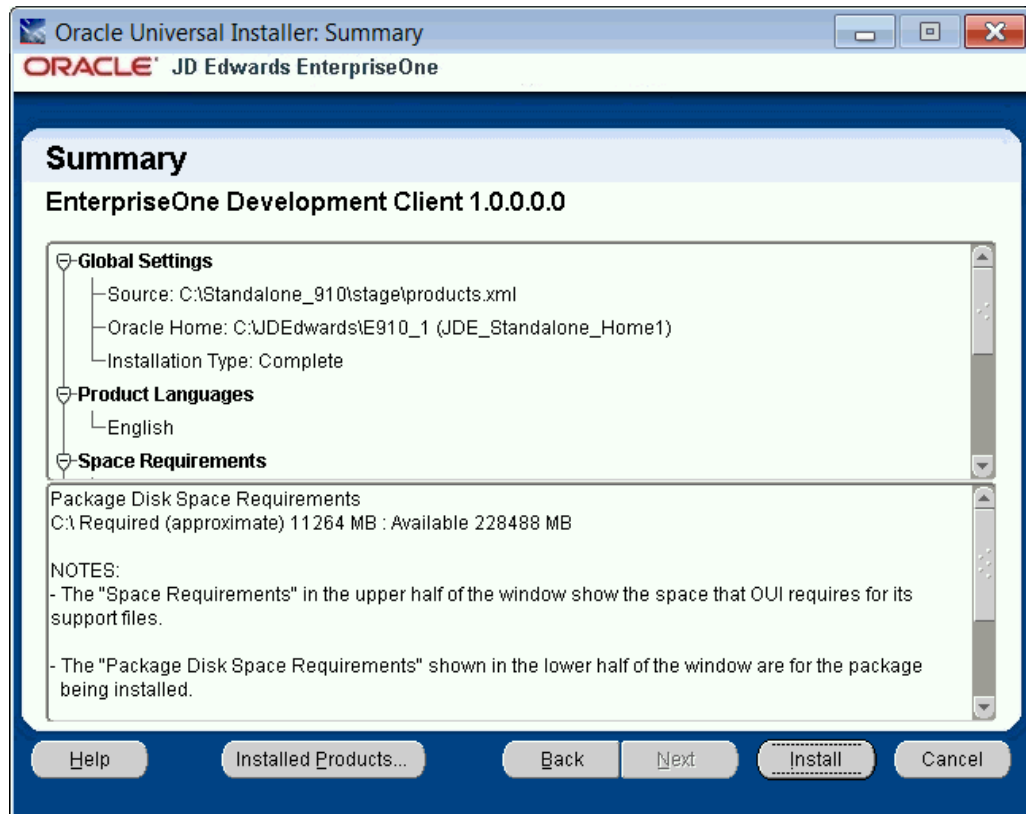 Oracle Universal Installer: Summary
ORACLE® JD Edwards EnterpriseOne
Summary
EnterpriseOne Development Client 1.0.0.0.0
Global Settings
Source: C:\Standalone_910\stage\products.xml
Oracle Home: C:\JDEdwards\E910_1 (JDE_Standalone_Home1)
Installation Type: Complete
Product Languages
English
Space Requirements
Package Disk Space Requirements
C:\ Required (approximate) 11264 MB : Available 228488 MB
NOTES:
- The "Space Requirements" in the upper half of the window show the space that OUI requires for its
support files.
- The "Package Disk Space Requirements" shown in the lower half of the window are for the package
being installed.
Help Installed Products... Back Next Install Cancel